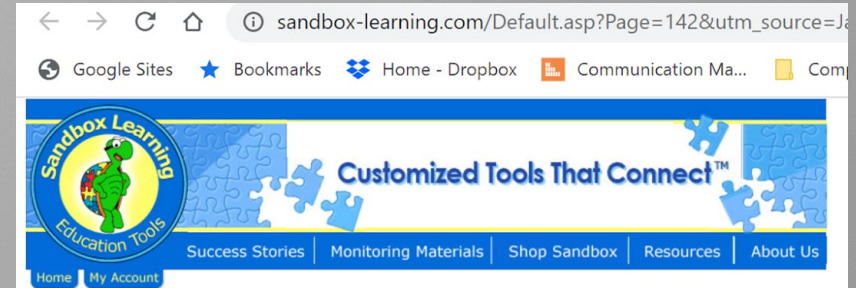 sandbox-learning.com/Default.asp?Page=142&utm_source=Ja
Google Sites Bookmarks Home - Dropbox Communication Ma... Comp
Sandbox Learning
Education Tools
Customized Tools That Connect™
Success Stories Monitoring Materials Shop Sandbox Resources About Us
Home My Account